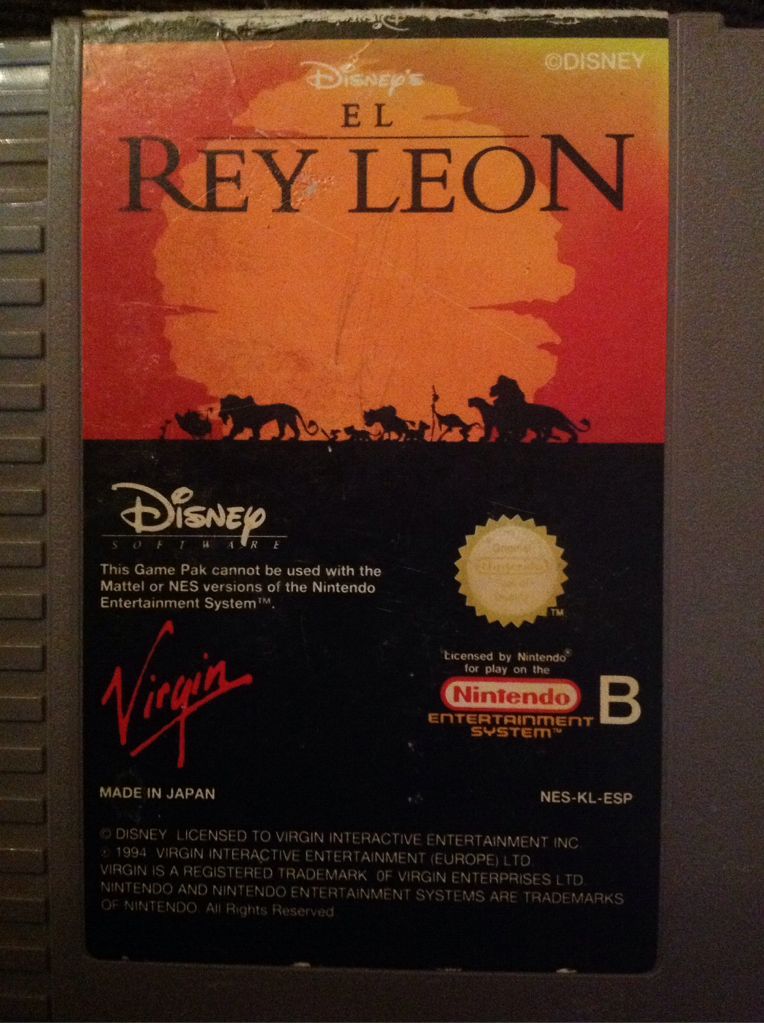 Disney's
©DISNEY
EL
REY LEON
Disney
SOFTWARE
This Game Pak cannot be used with the
Mattel or NES versions of the Nintendo
Entertainment System™.
Original
Nintendo
TM
Virgin
Licensed by Nintendo®
for play on the
Nintendo
ENTERTAINMENT
SYSTEM™
B
MADE IN JAPAN
NES-KL-ESP
© DISNEY LICENSED TO VIRGIN INTERACTIVE ENTERTAINMENT INC
© 1994 VIRGIN INTERACTIVE ENTERTAINMENT (EUROPE) LTD
VIRGIN IS A REGISTERED TRADEMARK OF VIRGIN ENTERPRISES LTD.
NINTENDO AND NINTENDO ENTERTAINMENT SYSTEMS ARE TRADEMARKS
OF NINTENDO. All Rights Reserved